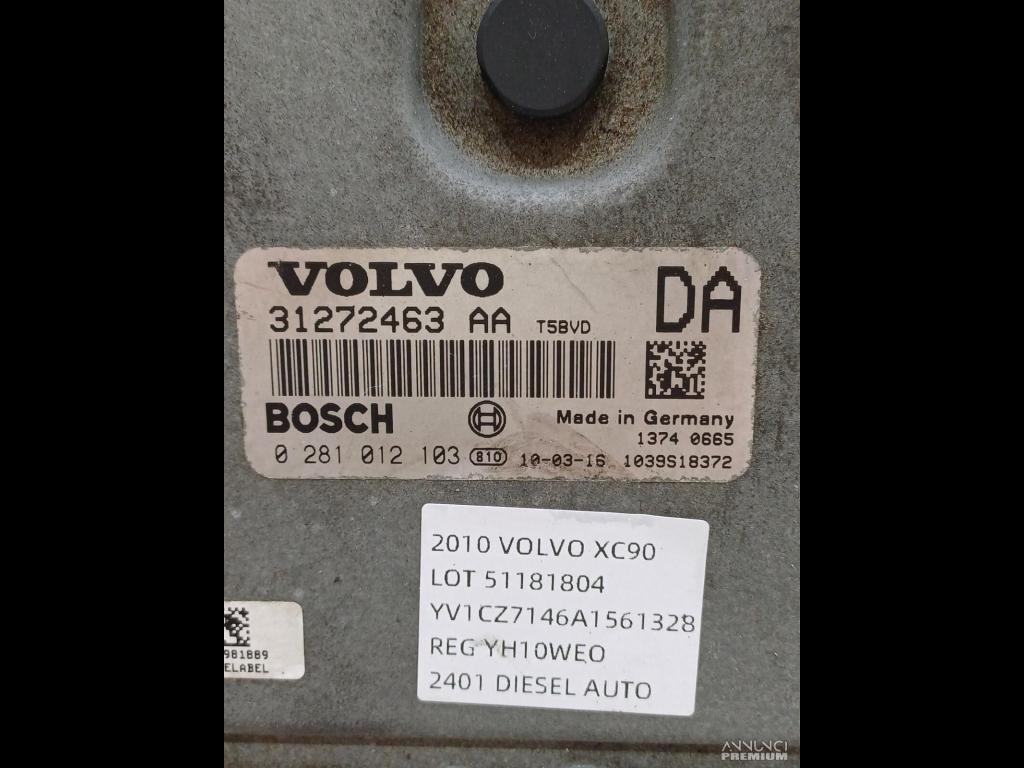 VOLVO
DA
31272463 AA T5BVD
BOSCH
Made in Germany
1374 0665
0 281 012 103 810 10-03-16 1039S18372
2010 VOLVO XC90
LOT 51181804
YV1CZ7146A1561328
REG YH10WEO
2401 DIESEL AUTO
981889
ELABEL
ANNUNCI
PREMIUM